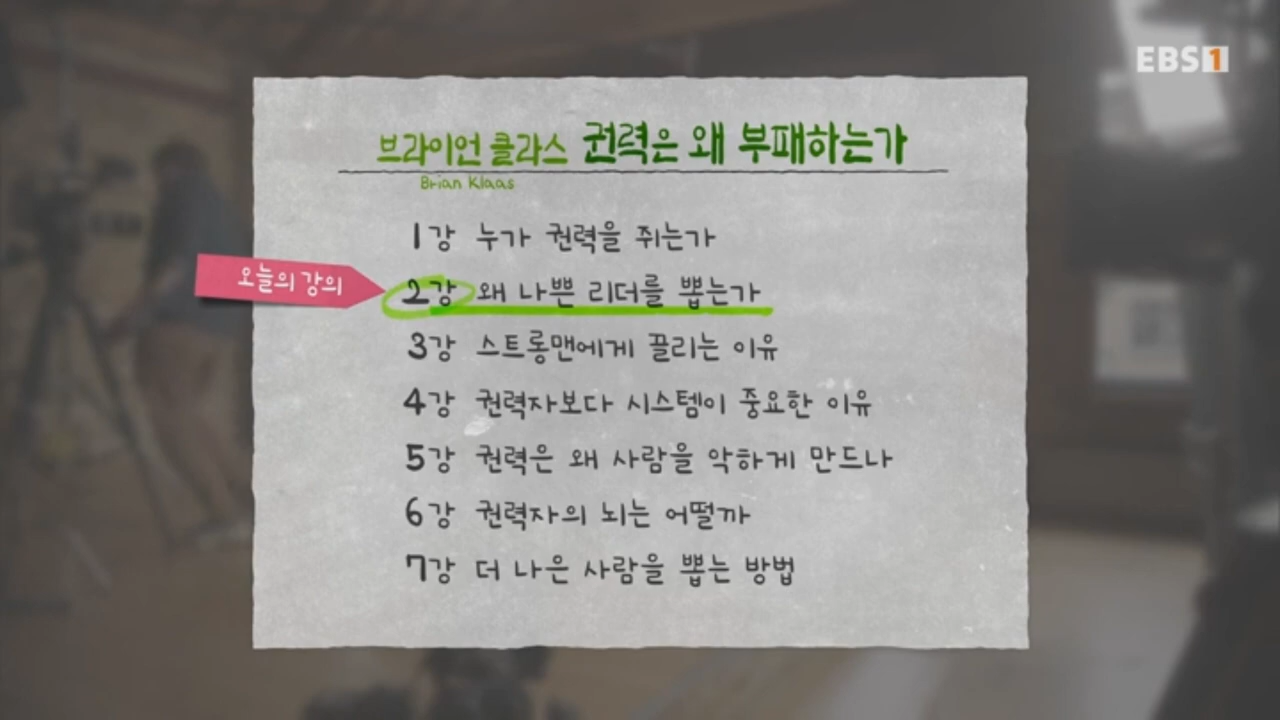 EBS1
브라이언 클라스 권력은 왜 부패하는가
Brian Klaas
1강 누가 권력을 쥐는가
오늘의 강의
2강 왜 나쁜 리더를 뽑는가
3강 스트롱맨에게 끌리는 이유
4강 권력자보다 시스템이 중요한 이유
5강 권력은 왜 사람을 악하게 만드나
6강 권력자의 뇌는 어떨까
7강 더 나은 사람을 뽑는 방법